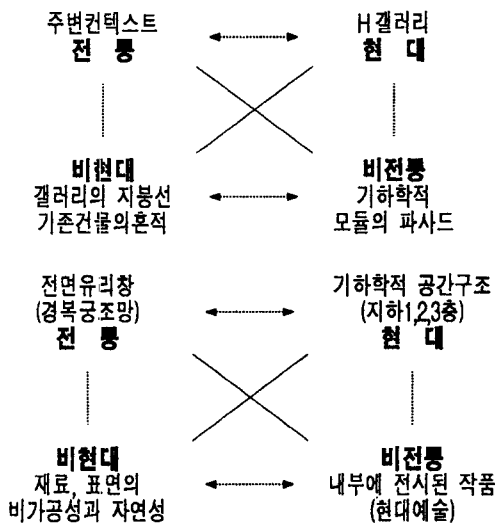 주변컨텍스트
전 통
H갤러리
현 대
비현대
갤러리의 지붕선
기존건물의흔적
비전통
기하학적
모듈의 파사드
전면유리창
(경복궁조망)
전 통
기하학적 공간구조
(지하1,2,3층)
현 대
비현대
재료, 표면의
비가공성과 자연성
비전통
내부에 전시된 작품
(현대예술)